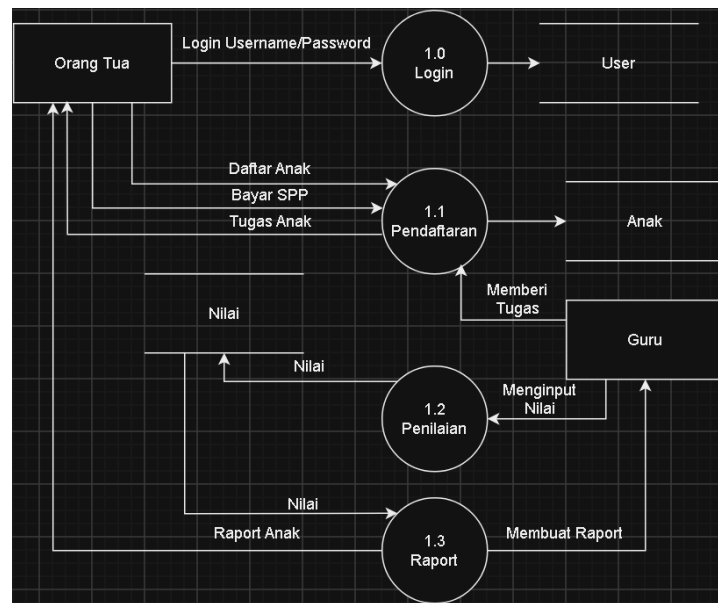 Orang Tua
Login Username/Password
1.0
Login
User
Daftar Anak
Bayar SPP
Tugas Anak
1.1
Pendaftaran
Anak
Memberi
Tugas
Nilai
Guru
Nilai
1.2
Penilaian
Menginput
Nilai
Nilai
Raport Anak
1.3
Raport
Membuat Raport